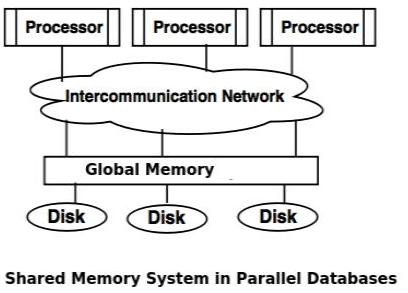 Processor Processor Processor
Intercommunication Network
Global Memory
Disk Disk Disk
Shared Memory System in Parallel Databases